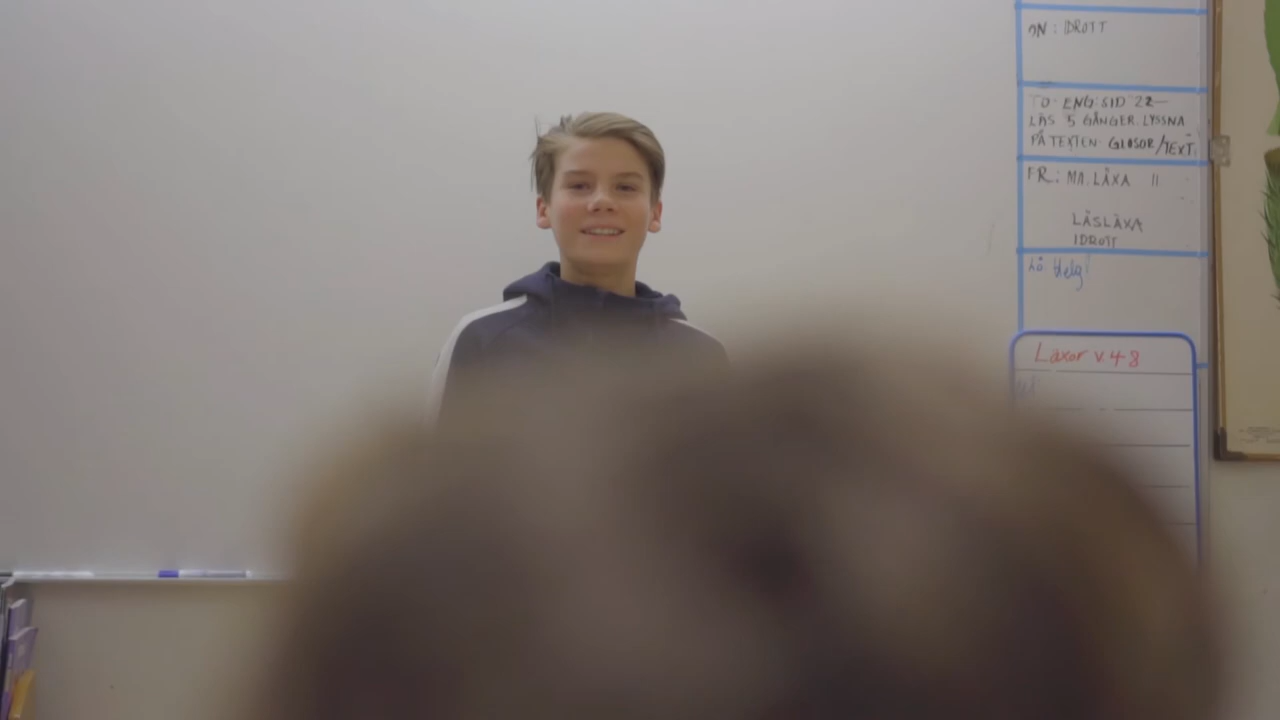 ON: IDROTT
TO: ENG: SID 22-
LÄS 5 GÅNGER. LYSSNA
PÅ TEXTEN. GLOSOR/TEXT.
FR.: MA. LÄXA 11
LÄSLÄXA
IDROTT
Lö: Helg!
Läxor v.48